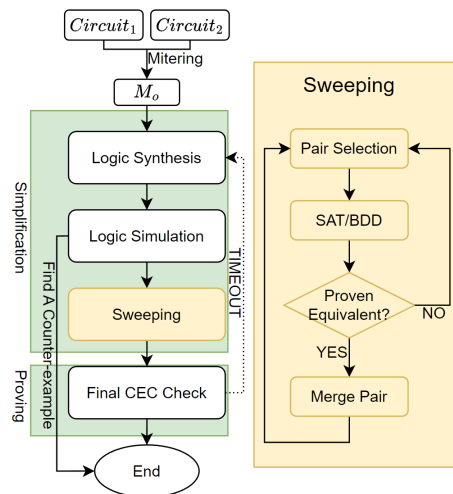 Circuit₁
Circuit₂
Mitering
Mₒ
Simplification
Logic Synthesis
Logic Simulation
Sweeping
TIMEOUT
Find A Counter-example
Proving
Final CEC Check
End
Sweeping
Pair Selection
SAT/BDD
Proven
Equivalent?
NO
YES
Merge Pair